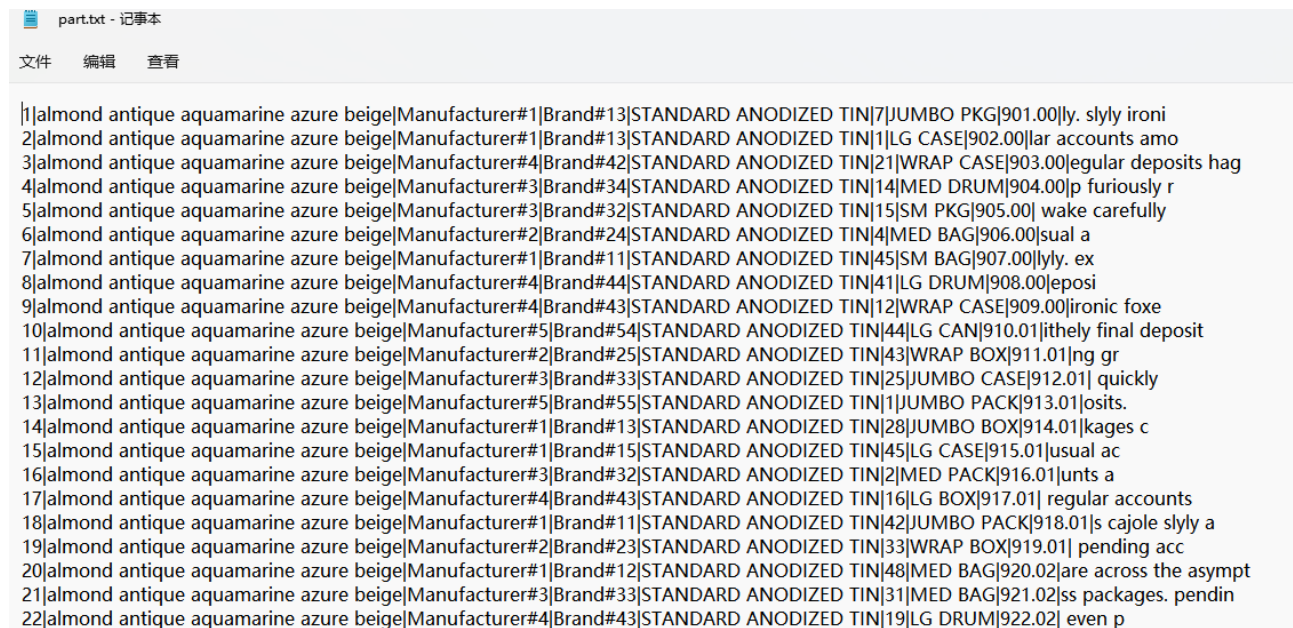 part.txt - 记事本
文件 编辑 查看
1|almond antique aquamarine azure beige|Manufacturer#1|Brand#13|STANDARD ANODIZED TIN|7|JUMBO PKG|901.00|ly. slyly ironi
2|almond antique aquamarine azure beige|Manufacturer#1|Brand#13|STANDARD ANODIZED TIN|1|LG CASE|902.00|lar accounts amo
3|almond antique aquamarine azure beige|Manufacturer#4|Brand#42|STANDARD ANODIZED TIN|21|WRAP CASE|903.00|egular deposits hag
4|almond antique aquamarine azure beige|Manufacturer#3|Brand#34|STANDARD ANODIZED TIN|14|MED DRUM|904.00|p furiously r
5|almond antique aquamarine azure beige|Manufacturer#3|Brand#32|STANDARD ANODIZED TIN|15|SM PKG|905.00| wake carefully
6|almond antique aquamarine azure beige|Manufacturer#2|Brand#24|STANDARD ANODIZED TIN|4|MED BAG|906.00|sual a
7|almond antique aquamarine azure beige|Manufacturer#1|Brand#11|STANDARD ANODIZED TIN|45|SM BAG|907.00|lyly. ex
8|almond antique aquamarine azure beige|Manufacturer#4|Brand#44|STANDARD ANODIZED TIN|41|LG DRUM|908.00|eposi
9|almond antique aquamarine azure beige|Manufacturer#4|Brand#43|STANDARD ANODIZED TIN|12|WRAP CASE|909.00|ironic foxe
10|almond antique aquamarine azure beige|Manufacturer#5|Brand#54|STANDARD ANODIZED TIN|44|LG CAN|910.01|ithely final deposit
11|almond antique aquamarine azure beige|Manufacturer#2|Brand#25|STANDARD ANODIZED TIN|43|WRAP BOX|911.01|ng gr
12|almond antique aquamarine azure beige|Manufacturer#3|Brand#33|STANDARD ANODIZED TIN|25|JUMBO CASE|912.01| quickly
13|almond antique aquamarine azure beige|Manufacturer#5|Brand#55|STANDARD ANODIZED TIN|1|JUMBO PACK|913.01|osits.
14|almond antique aquamarine azure beige|Manufacturer#1|Brand#13|STANDARD ANODIZED TIN|28|JUMBO BOX|914.01|kages c
15|almond antique aquamarine azure beige|Manufacturer#1|Brand#15|STANDARD ANODIZED TIN|45|LG CASE|915.01|usual ac
16|almond antique aquamarine azure beige|Manufacturer#3|Brand#32|STANDARD ANODIZED TIN|2|MED PACK|916.01|unts a
17|almond antique aquamarine azure beige|Manufacturer#4|Brand#43|STANDARD ANODIZED TIN|16|LG BOX|917.01| regular accounts
18|almond antique aquamarine azure beige|Manufacturer#1|Brand#11|STANDARD ANODIZED TIN|42|JUMBO PACK|918.01|s cajole slyly a
19|almond antique aquamarine azure beige|Manufacturer#2|Brand#23|STANDARD ANODIZED TIN|33|WRAP BOX|919.01| pending acc
20|almond antique aquamarine azure beige|Manufacturer#1|Brand#12|STANDARD ANODIZED TIN|48|MED BAG|920.02|are across the asympt
21|almond antique aquamarine azure beige|Manufacturer#3|Brand#33|STANDARD ANODIZED TIN|31|MED BAG|921.02|ss packages. pendin
22|almond antique aquamarine azure beige|Manufacturer#4|Brand#43|STANDARD ANODIZED TIN|19|LG DRUM|922.02| even p